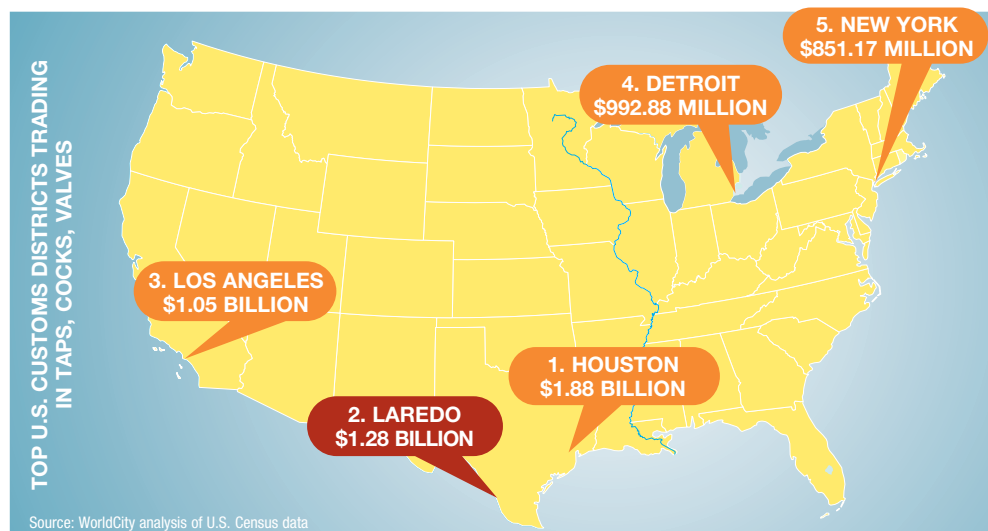 TOP U.S. CUSTOMS DISTRICTS TRADING
IN TAPS, COCKS, VALVES
5. NEW YORK
$851.17 MILLION
4. DETROIT
$992.88 MILLION
3. LOS ANGELES
$1.05 BILLION
1. HOUSTON
$1.88 BILLION
2. LAREDO
$1.28 BILLION
Source: WorldCity analysis of U.S. Census data